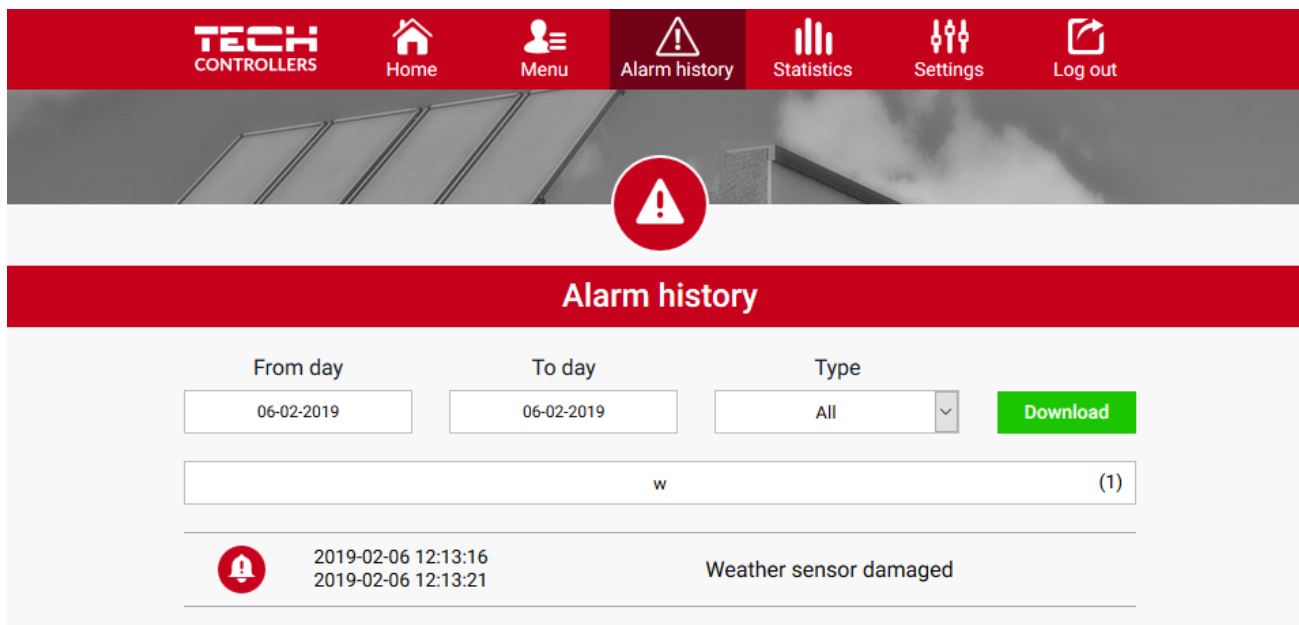 TECH
CONTROLLERS
Home
Menu
Alarm history
Statistics
Settings
Log out
Alarm history
From day
To day
Type
06-02-2019
06-02-2019
All
Download
w
(1)
2019-02-06 12:13:16
2019-02-06 12:13:21
Weather sensor damaged